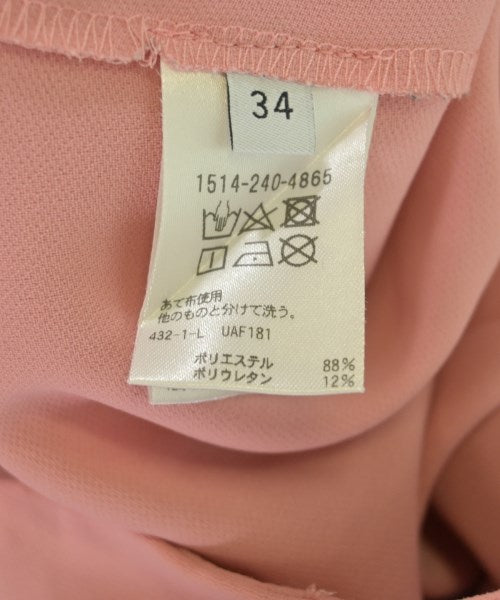 34
1514-240-4865
あて布使用
他のものと分けて洗う。
432-1-L UAF181
ポリエステル 88%
ポリウレタン 12%